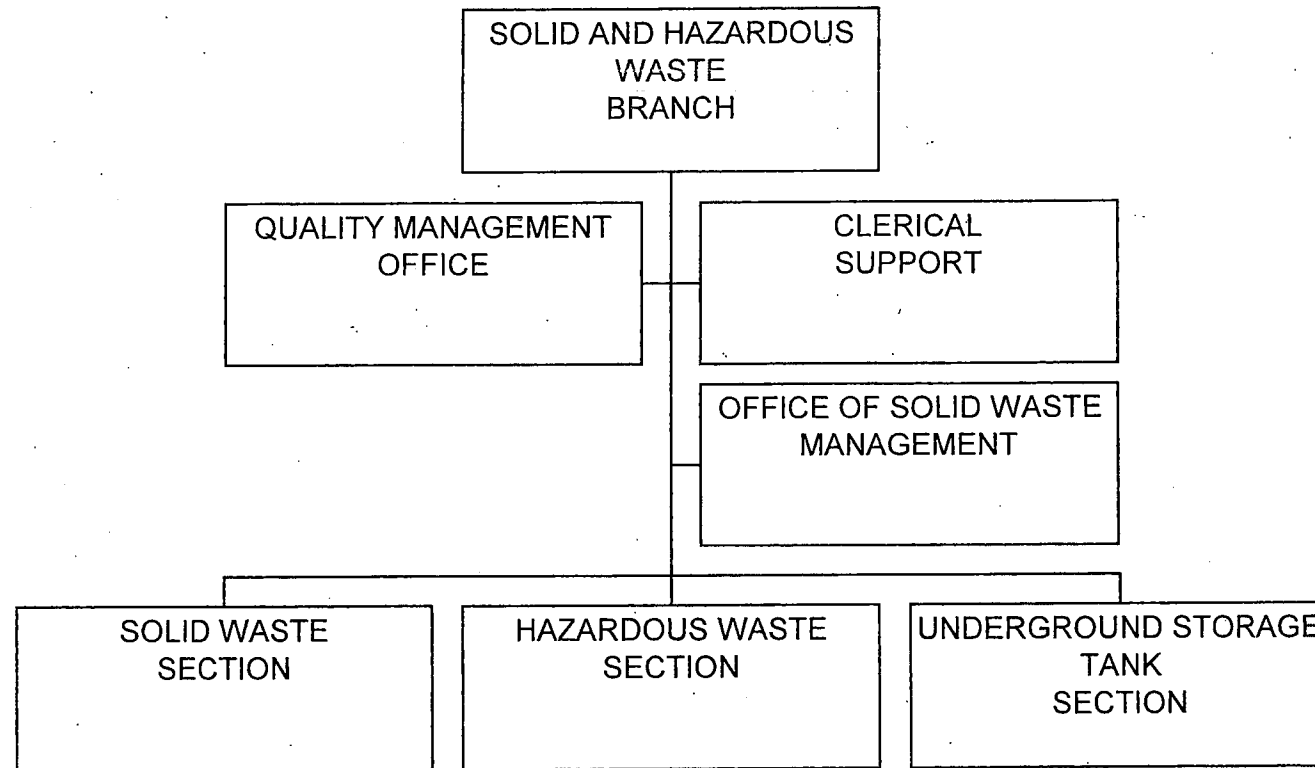 SOLID AND HAZARDOUS
WASTE
BRANCH
QUALITY MANAGEMENT
OFFICE
CLERICAL
SUPPORT
OFFICE OF SOLID WASTE
MANAGEMENT
SOLID WASTE
SECTION
HAZARDOUS WASTE
SECTION
UNDERGROUND STORAGE
TANK
SECTION